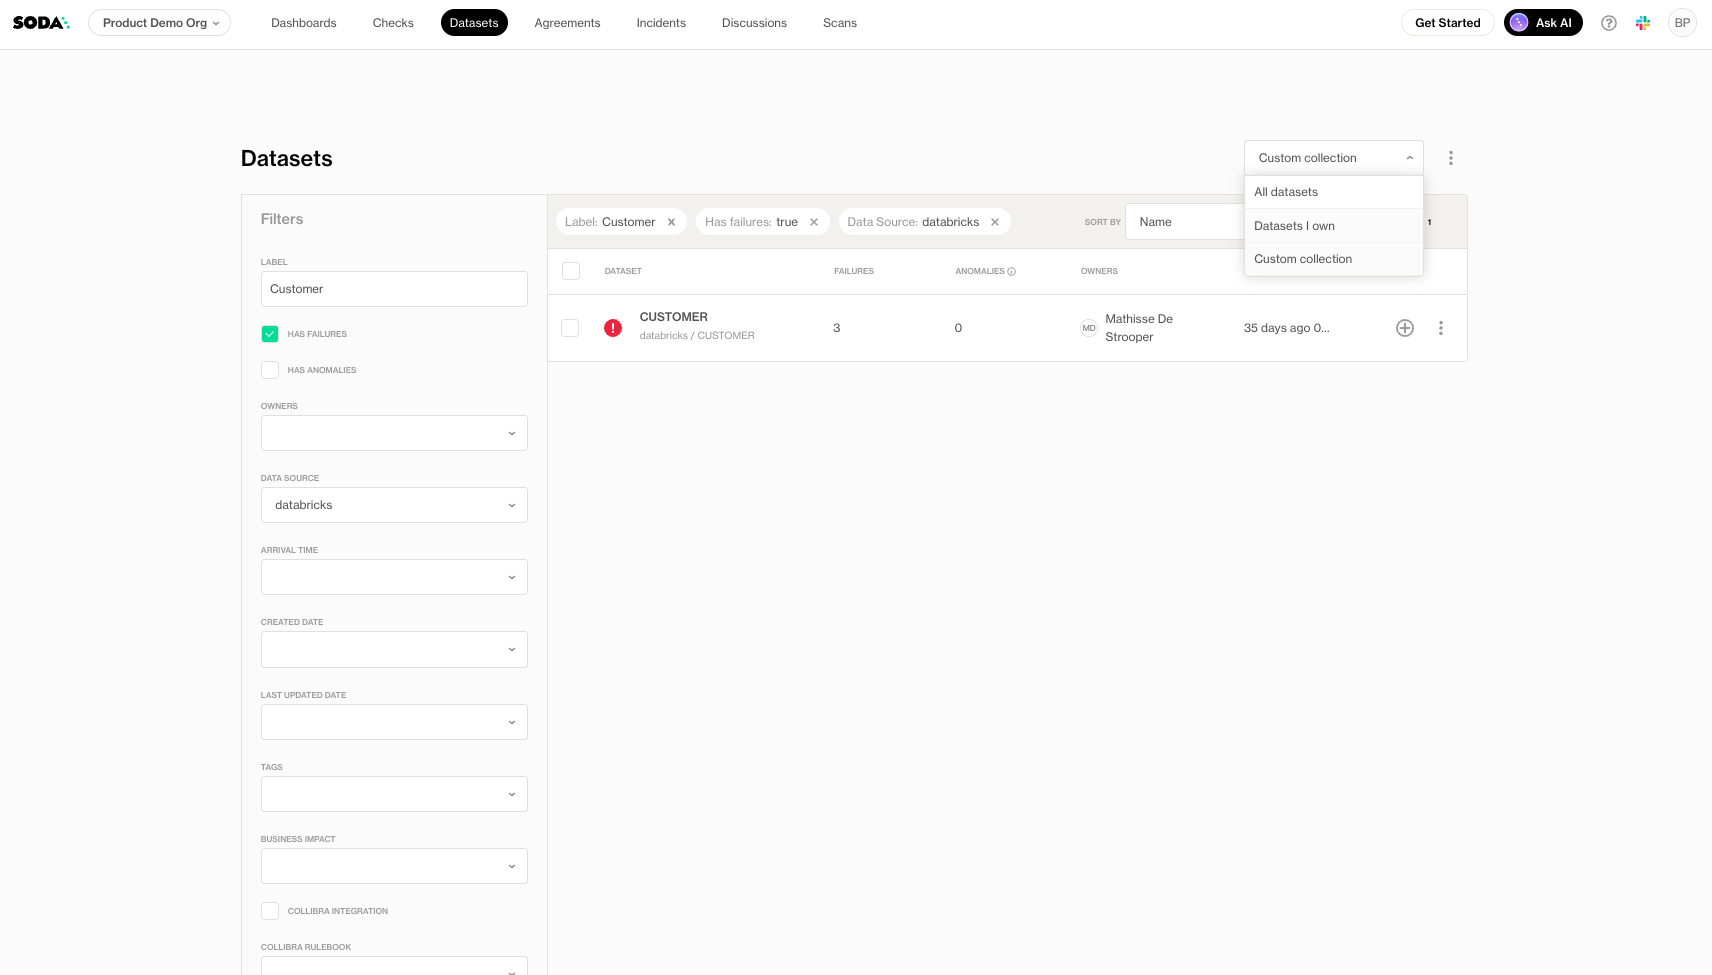 SODA
Product Demo Org
Dashboards
Checks
Datasets
Agreements
Incidents
Discussions
Scans
Get Started
Ask AI
BP
Datasets
Custom collection
All datasets
Datasets I own
Custom collection
Filters
Label: Customer
Has failures: true
Data Source: databricks
SORT BY
Name
1
LABEL
Customer
HAS FAILURES
HAS ANOMALIES
OWNERS
DATA SOURCE
databricks
ARRIVAL TIME
CREATED DATE
LAST UPDATED DATE
TAGS
BUSINESS IMPACT
COLLIBRA INTEGRATION
COLLIBRA RULEBOOK
DATASET
FAILURES
ANOMALIES
OWNERS
CUSTOMER
databricks / CUSTOMER
3
0
MD
Mathisse De
Strooper
35 days ago 0...